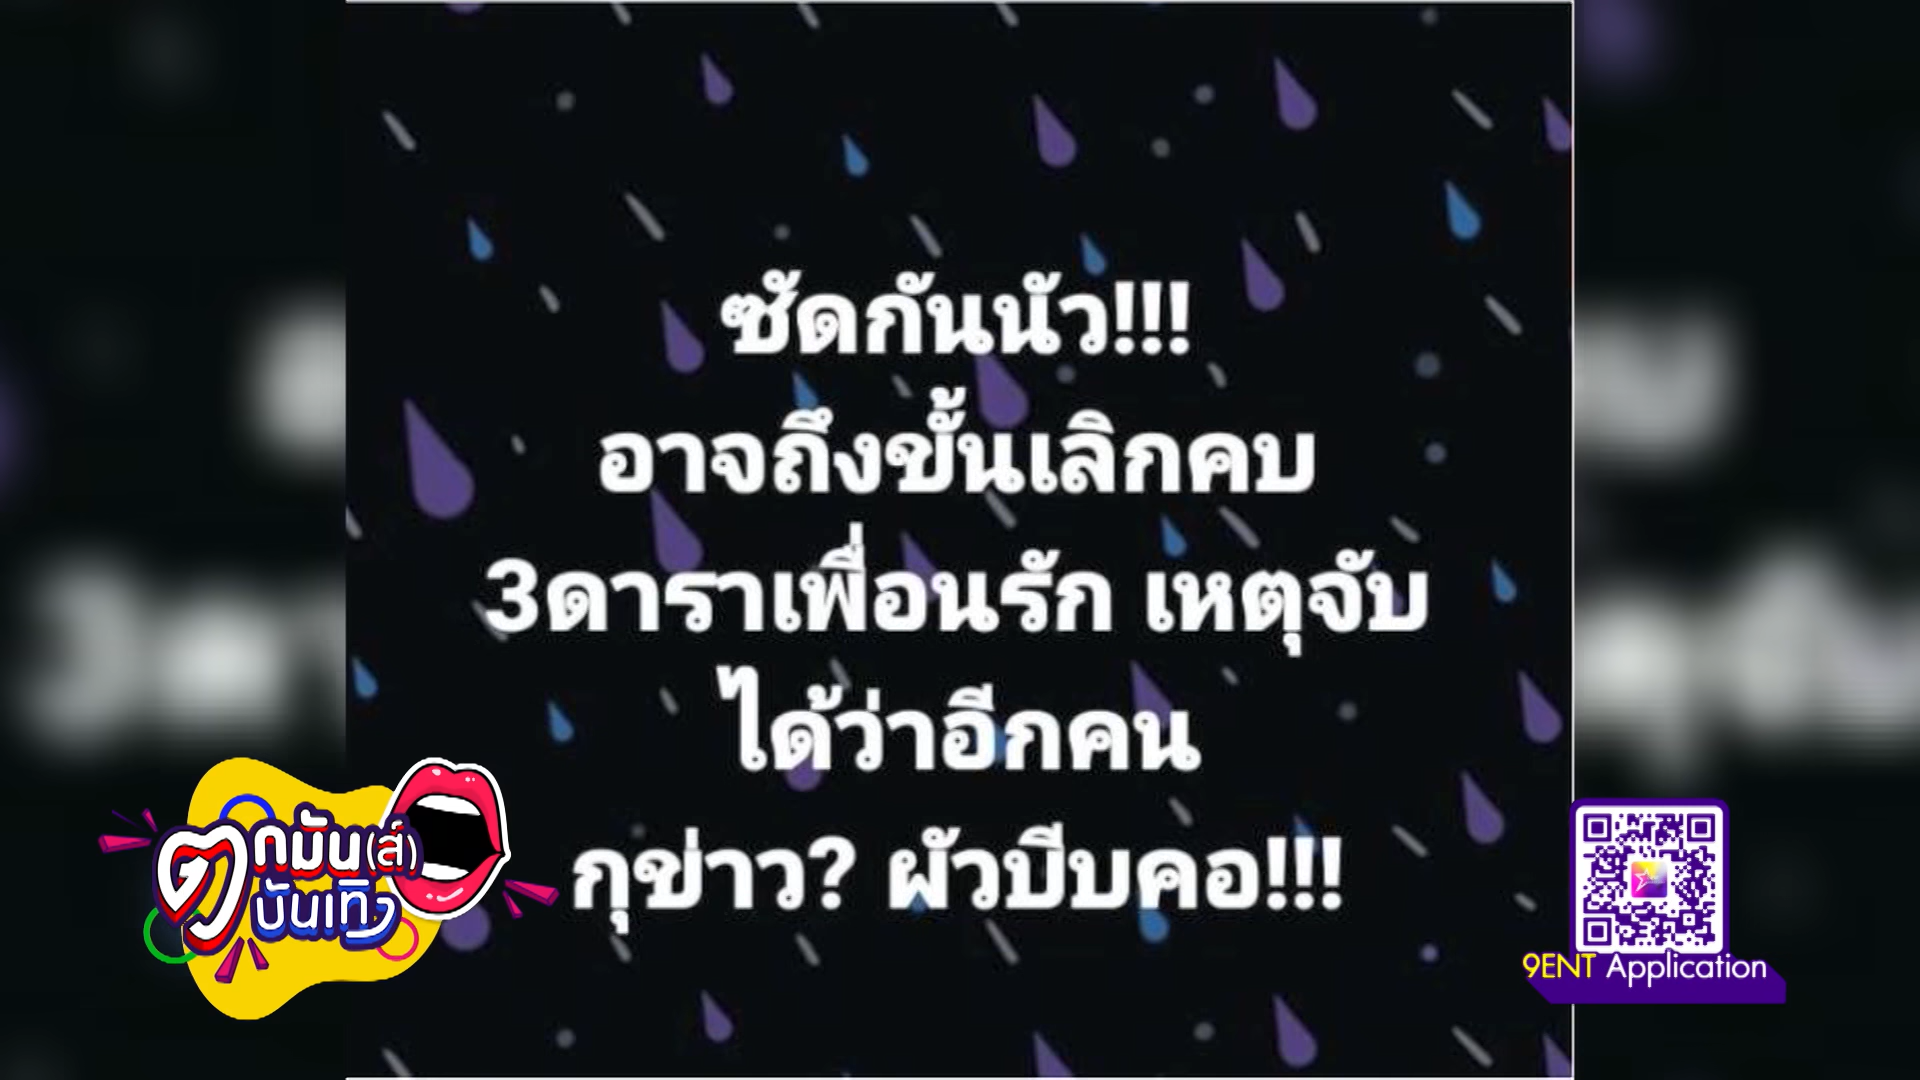 ซัดกันนัว!!!
อาจถึงขั้นเลิกคบ
3ดาราเพื่อนรัก เหตุจับ
ได้ว่าอีกคน
กุข่าว? ผัวบีบคอ!!!
ตกมัน(ส์)
บันเทิง
9ENT Application